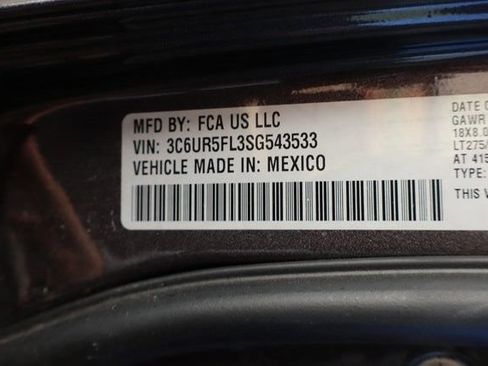 MFD BY: FCA US LLC
VIN: 3C6UR5FL3SG543533
VEHICLE MADE IN: MEXICO
DATE O
GAWR
18X8.0
LT275/
AT 415
TYPE:
THIS V